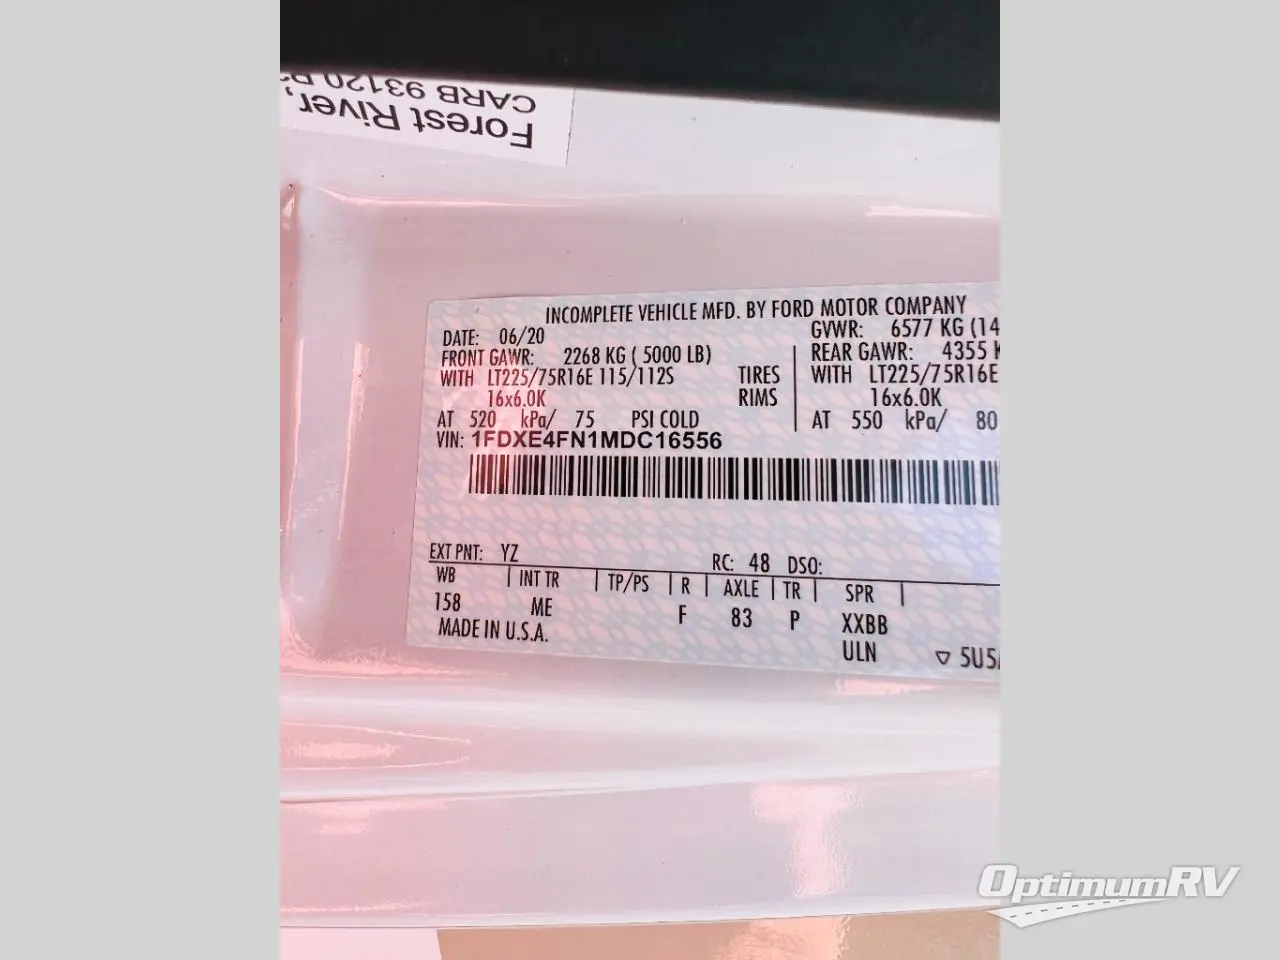 Forest River,
CARB 93120 P
INCOMPLETE VEHICLE MFD. BY FORD MOTOR COMPANY
DATE: 06/20 GVWR: 6577 KG (14
FRONT GAWR: 2268 KG ( 5000 LB) REAR GAWR: 4355 K
WITH LT225/75R16E 115/112S TIRES WITH LT225/75R16E
16x6.0K RIMS 16x6.0K
AT 520 kPa/ 75 PSI COLD AT 550 kPa/ 80
VIN: 1FDXE4FN1MDC16556
EXT PNT: YZ RC: 48 DSO:
WB INT TR TP/PS R AXLE TR SPR
158 ME F 83 P XXBB
MADE IN U.S.A. ULN 5U5
OptimumRV